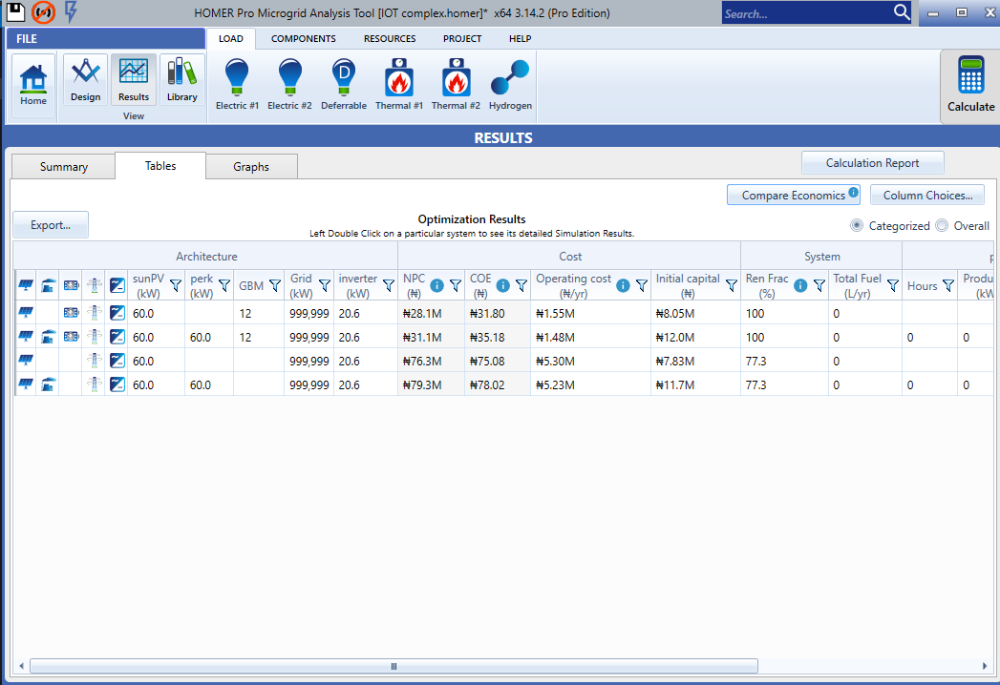 HOMER Pro Microgrid Analysis Tool [IOT complex.homer]* x64 3.14.2 (Pro Edition)
Search...
FILE
LOAD COMPONENTS RESOURCES PROJECT HELP
Home
Design
Results
Library
View
Electric #1
Electric #2
D
Deferrable
Thermal #1
Thermal #2
Hydrogen
Calculate
RESULTS
Summary
Tables
Graphs
Calculation Report
Compare Economics
Column Choices...
Export...
Optimization Results
Left Double Click on a particular system to see its detailed Simulation Results.
Categorized
Overall
Architecture Cost System
sunPV (kW) perk (kW) GBM Grid (kW) inverter (kW) NPC (₦) COE (₦) Operating cost (₦/yr) Initial capital (₦) Ren Frac (%) Total Fuel (L/yr) Hours
60.0 12 999,999 20.6 ₦28.1M ₦31.80 ₦1.55M ₦8.05M 100 0
60.0 60.0 12 999,999 20.6 ₦31.1M ₦35.18 ₦1.48M ₦12.0M 100 0 0 0
60.0 999,999 20.6 ₦76.3M ₦75.08 ₦5.30M ₦7.83M 77.3 0
60.0 60.0 999,999 20.6 ₦79.3M ₦78.02 ₦5.23M ₦11.7M 77.3 0 0 0